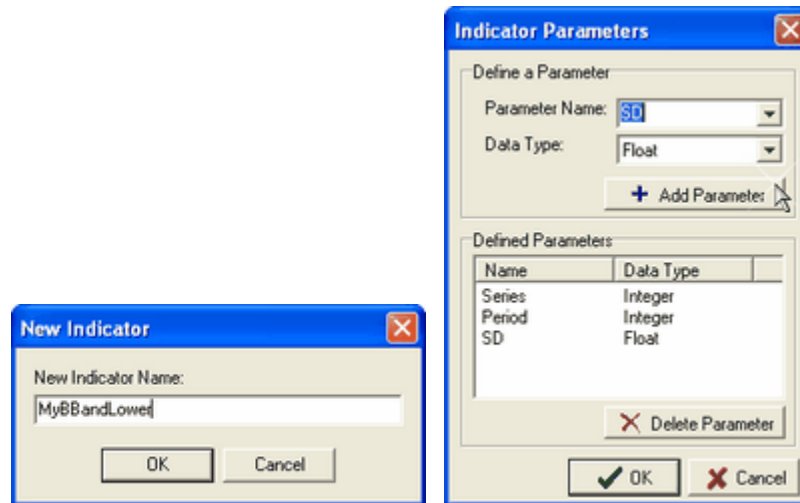 New Indicator
New Indicator Name:
MyBBandLower
OK Cancel
Indicator Parameters
Define a Parameter
Parameter Name: SD
Data Type: Float
Add Parameter
Defined Parameters
Name Data Type
Series Integer
Period Integer
SD Float
Delete Parameter
OK Cancel